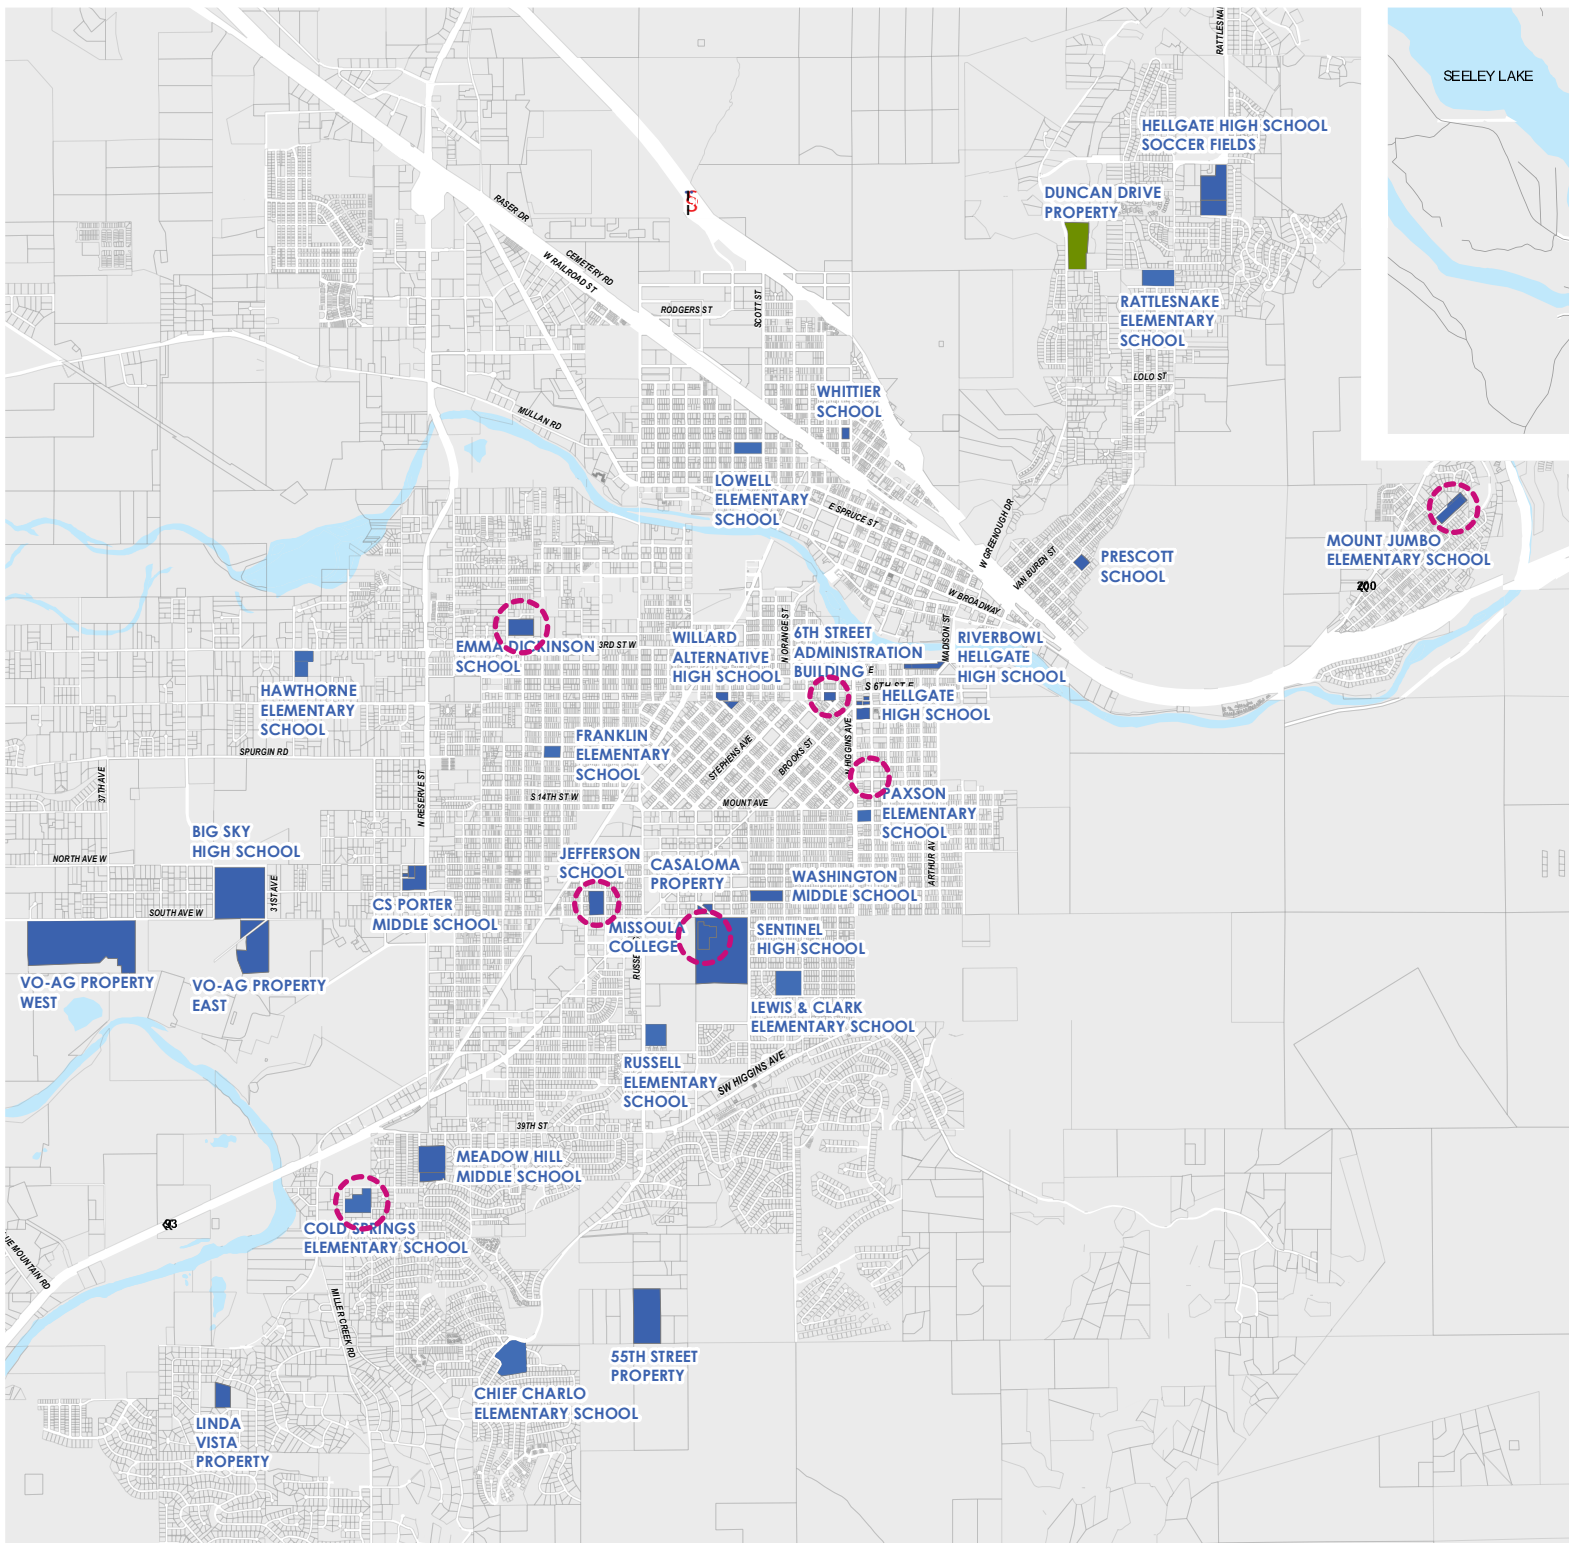 SEELEY LAKE
RATTLESNA
HELLGATE HIGH SCHOOL
SOCCER FIELDS
DUNCAN DRIVE
PROPERTY
RASER DR
CEMETERY RD
W RAILROAD ST
RODGERS ST
SCOTT ST
RATTLESNAKE
ELEMENTARY
SCHOOL
LOLO ST
WHITTIER
SCHOOL
MULLAN RD
LOWELL
ELEMENTARY
SCHOOL
E SPRUCE ST
W GREENOUGH DR
VAN BUREN ST
PRESCOTT
SCHOOL
MOUNT JUMBO
ELEMENTARY SCHOOL
200
W BROADWAY
MADISON ST
N ORANGE ST
EMMA DICKINSON
SCHOOL
3RD ST W
WILLARD
ALTERNATIVE
HIGH SCHOOL
6TH STREET
ADMINISTRATION
BUILDING
E
S 6TH ST E
RIVERBOWL
HELLGATE
HIGH SCHOOL
HELLGATE
HIGH SCHOOL
HAWTHORNE
ELEMENTARY
SCHOOL
SPURGIN RD
37TH AVE
N RESERVE ST
FRANKLIN
ELEMENTARY
SCHOOL
STEPHENS AVE
BROOKS ST
N HIGGINS AVE
S 14TH ST W
MOUNT AVE
PAXSON
ELEMENTARY
SCHOOL
ARTHUR AV
BIG SKY
HIGH SCHOOL
NORTH AVE W
31ST AVE
SOUTH AVE W
CS PORTER
MIDDLE SCHOOL
JEFFERSON
SCHOOL
CASALOMA
PROPERTY
WASHINGTON
MIDDLE SCHOOL
MISSOULA
COLLEGE
RUSSE
SENTINEL
HIGH SCHOOL
VO-AG PROPERTY
WEST
VO-AG PROPERTY
EAST
LEWIS & CLARK
ELEMENTARY SCHOOL
RUSSELL
ELEMENTARY
SCHOOL
SW HIGGINS AVE
39TH ST
MEADOW HILL
MIDDLE SCHOOL
COLD SPRINGS
ELEMENTARY SCHOOL
UE MOUNTAIN RD
MILLER CREEK RD
55TH STREET
PROPERTY
CHIEF CHARLO
ELEMENTARY SCHOOL
LINDA
VISTA
PROPERTY